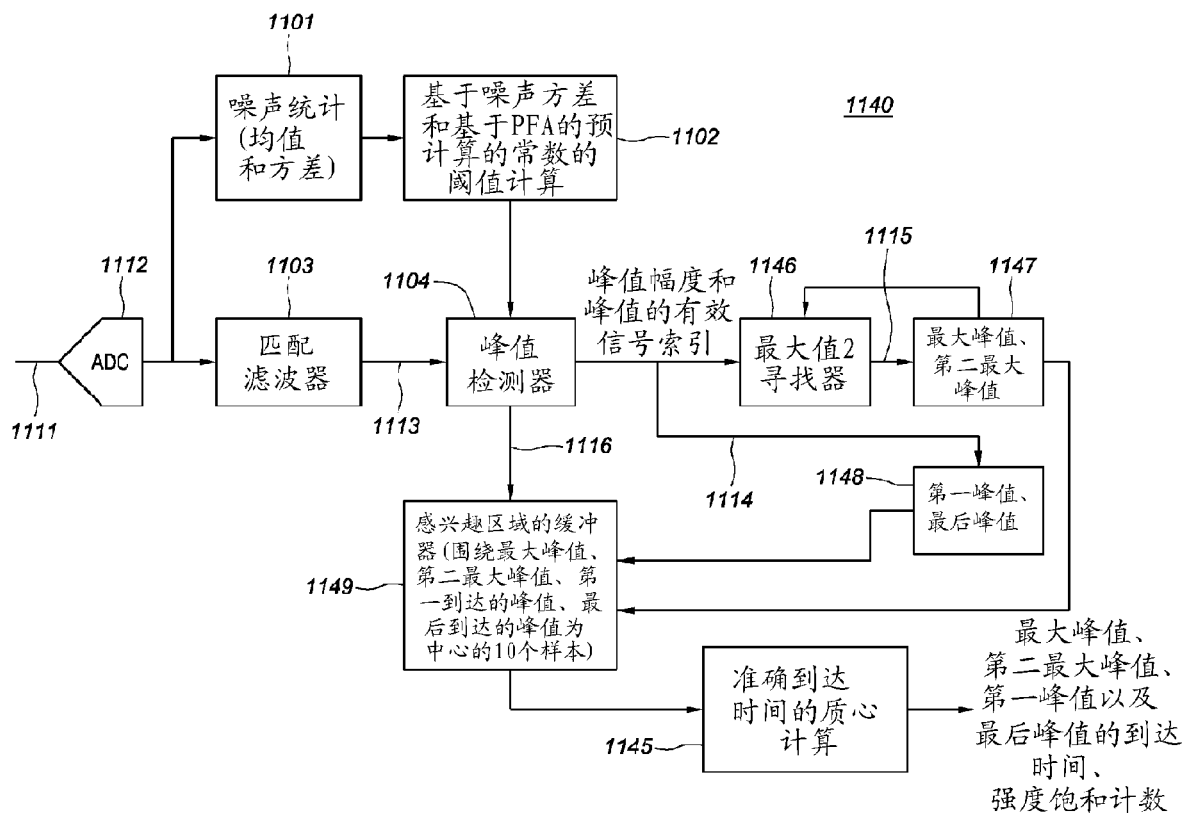 1101
噪声统计
(均值
和方差)
基于噪声方差
和基于PFA的预
计算的常数的
阈值计算
1102
1140
1112
ADC
1111
1103
匹配
滤波器
1113
1104
峰值
检测器
峰值幅度和
峰值的有效
信号索引
1146
最大值2
寻找器
1115
1147
最大峰值、
第二最大
峰值
1116
1114
1148
第一峰值、
最后峰值
感兴趣区域的缓冲
器(围绕最大峰值、
第二最大峰值、第
一到达的峰值、最
后到达的峰值为
中心的10个样本)
1149
准确到达
时间的质心
计算
1145
最大峰值、
第二最大峰值、
第一峰值以及
最后峰值的到达
时间、
强度饱和计数